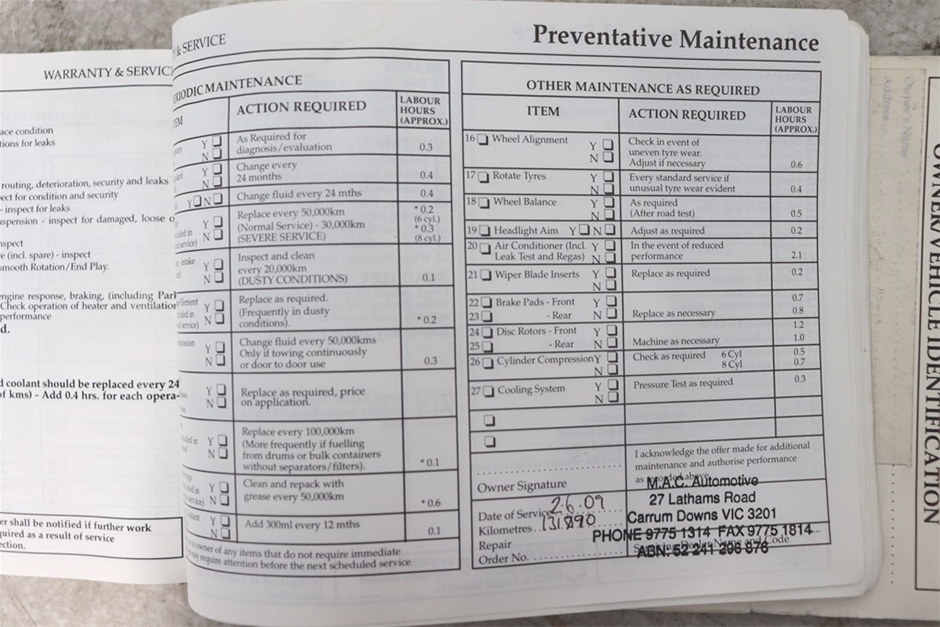 WARRANTY & SERVIC
ace condition
tions for leaks
routing, deterioration, security and leaks
ect for condition and security
- inspect for leaks
spension - inspect for damaged, loose o
spect
e (incl. spare) - inspect
mooth Rotation/End Play.
engine response, braking, (including Park
Check operation of heater and ventilation
performance
d.
d coolant should be replaced every 24
of kms) - Add 0.4 hrs. for each opera-
er shall be notified if further work
quired as a result of service
ection.
& SERVICE
Preventative Maintenance
RIODIC MAINTENANCE
EM
ACTION REQUIRED
LABOUR
HOURS
(APPROX.)
Y
N
As Required for
diagnosis/evaluation
0.3
Y
N
Change every
24 months
0.4
Y N
Change fluid every 24 mths
0.4
Y
N
Replace every 50,000km
(Normal Service) - 30,000km
(SEVERE SERVICE)
*0.2
(6 cyl.)
*0.3
(8 cyl.)
Y
N
Inspect and clean
every 20,000km
(DUSTY CONDITIONS)
0.1
Y
N
Replace as required.
(Frequently in dusty
conditions).
*0.2
Y
N
Change fluid every 50,000kms
Only if towing continuously
or door to door use
0.3
Y
N
Replace as required, price
on application.
Y
N
Replace every 100,000km
(More frequently if fuelling
from drums or bulk containers
without separators/filters).
*0.1
Y
N
Clean and repack with
grease every 50,000km
*0.6
Y
N
Add 300ml every 12 mths
0.1
owner of any items that do not require immediate
require attention before the next scheduled service
OTHER MAINTENANCE AS REQUIRED
ITEM
ACTION REQUIRED
LABOUR
HOURS
(APPROX.)
16 Wheel Alignment Y
N
Check in event of
uneven tyre wear.
Adjust if necessary
0.6
17 Rotate Tyres Y
N
Every standard service if
unusual tyre wear evident
0.4
18 Wheel Balance Y
N
As required
(After road test)
0.5
19 Headlight Aim Y N
Adjust as required
0.2
20 Air Conditioner (Incl. Y
Leak Test and Regas) N
In the event of reduced
performance
2.1
21 Wiper Blade Inserts Y
N
Replace as required
0.2
22 Brake Pads - Front Y
23 - Rear N
Replace as necessary
0.7
0.8
24 Disc Rotors - Front Y
25 - Rear N
Machine as necessary
1.2
1.0
26 Cylinder Compression Y
N
Check as required 6 Cyl
8 Cyl
0.5
0.7
27 Cooling System Y
N
Pressure Test as required
0.3
Owner Signature
I acknowledge the offer made for additional
maintenance and authorise performance
as
Date of Service 26.09
Kilometres 131890
Repair
Order No.
M.A.C. Automotive
27 Lathams Road
Carrum Downs VIC 3201
PHONE 9775 1314 FAX 9775 1814
ABN: 52 241 206 876
Code
Owner's Name
Address
OWNER/VEHICLE IDENTIFICATION